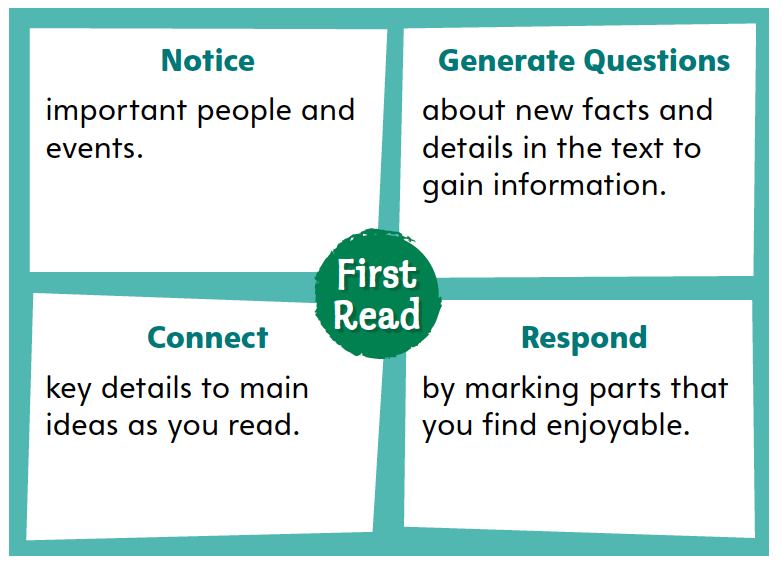 Notice
important people and
events.
Generate Questions
about new facts and
details in the text to
gain information.
First
Read
Connect
key details to main
ideas as you read.
Respond
by marking parts that
you find enjoyable.